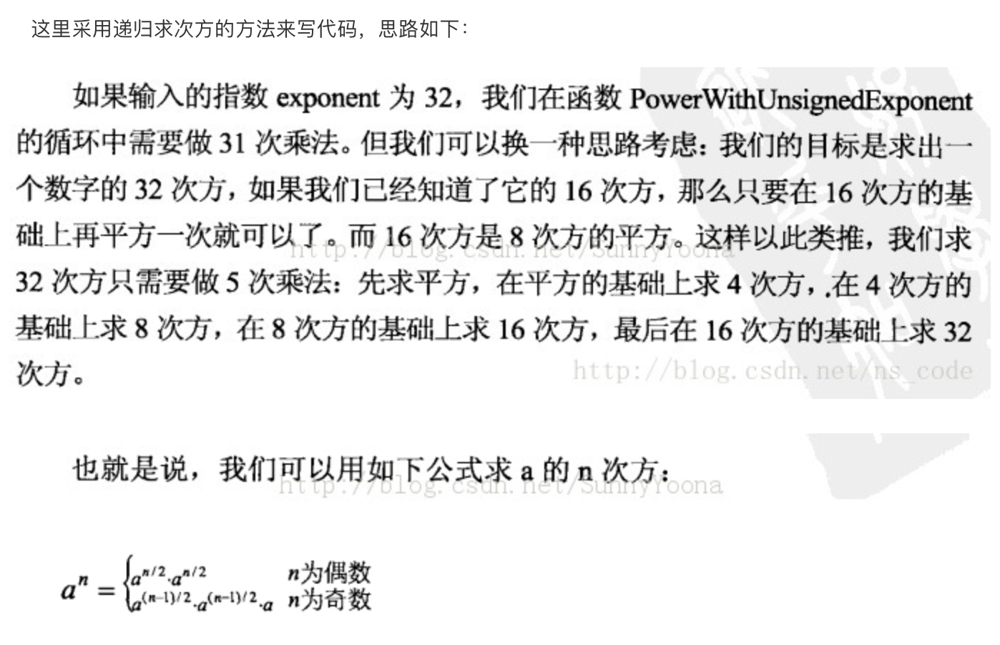 这里采用递归求次方的方法来写代码，思路如下：
如果输入的指数 exponent 为 32，我们在函数 PowerWithUnsignedExponent
的循环中需要做 31 次乘法。但我们可以换一种思路考虑：我们的目标是求出一
个数字的 32 次方，如果我们已经知道了它的 16 次方，那么只要在 16 次方的基
础上再平方一次就可以了。而 16 次方是 8 次方的平方。这样以此类推，我们求
http://blog.csdn.net/SunnyYoona
32 次方只需要做 5 次乘法：先求平方，在平方的基础上求 4 次方，.在 4 次方的
基础上求 8 次方，在 8 次方的基础上求 16 次方，最后在 16 次方的基础上求 32
次方。
http://blog.csdn.net/ns_code
也就是说，我们可以用如下公式求 a 的 n 次方：
http://blog.csdn.net/SunnyYoona
a^n = { a^{n/2}·a^{n/2} n为偶数
a^{(n-1)/2}·a^{(n-1)/2}·a n为奇数